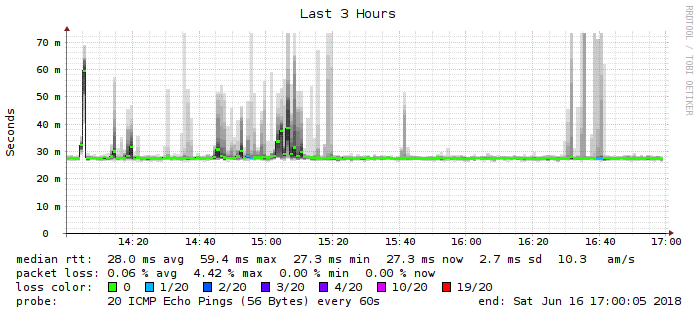 Last 3 Hours
RRDTOOL / TOBI OETIKER
Seconds
70 m
60 m
50 m
40 m
30 m
20 m
10 m
0
14:20 14:40 15:00 15:20 15:40 16:00 16:20 16:40 17:00
median rtt: 28.0 ms avg 59.4 ms max 27.3 ms min 27.3 ms now 2.7 ms sd 10.3 am/s
packet loss: 0.06 % avg 4.42 % max 0.00 % min 0.00 % now
loss color: 0 1/20 2/20 3/20 4/20 10/20 19/20
probe: 20 ICMP Echo Pings (56 Bytes) every 60s end: Sat Jun 16 17:00:05 2018